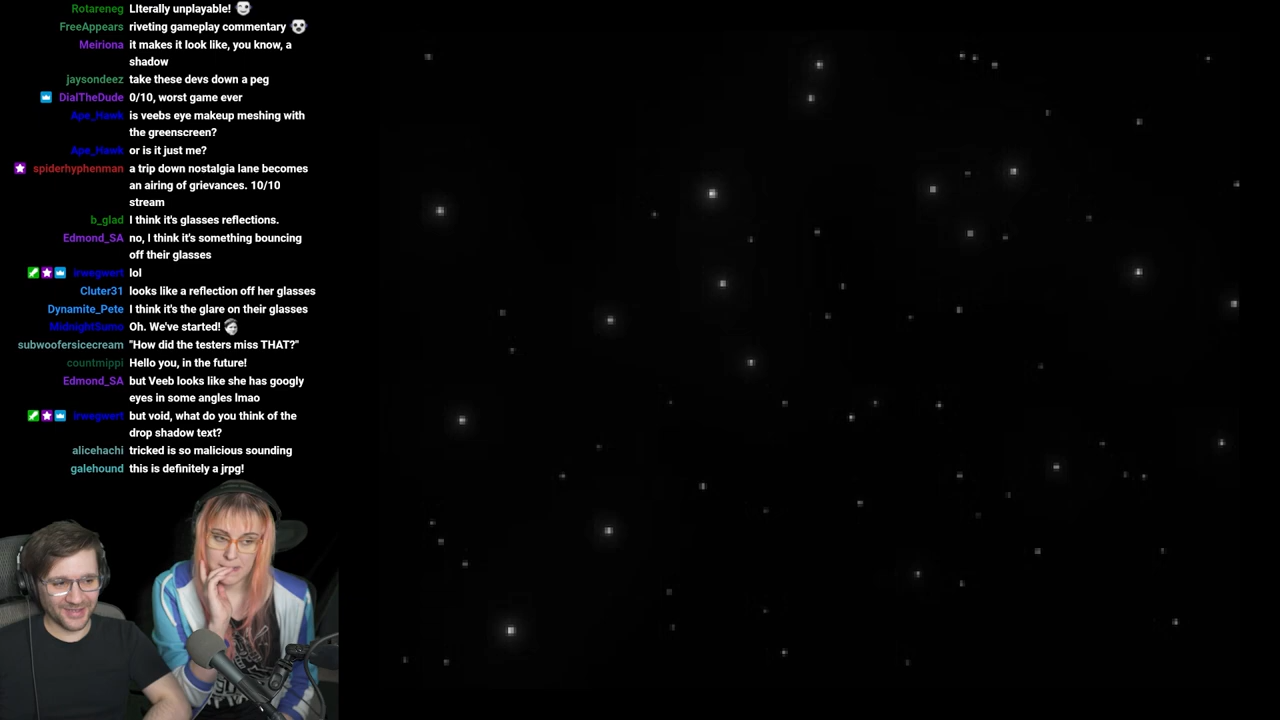 Rotareneg LIterally unplayable!
FreeAppears riveting gameplay commentary
Meiriona it makes it look like, you know, a
shadow
jaysondeez take these devs down a peg
DialTheDude 0/10, worst game ever
Ape_Hawk is veebs eye makeup meshing with
the greenscreen?
Ape_Hawk or is it just me?
spiderhyphenman a trip down nostalgia lane becomes
an airing of grievances. 10/10
stream
b_glad I think it's glasses reflections.
Edmond_SA no, I think it's something bouncing
off their glasses
irwegwert lol
Cluter31 looks like a reflection off her glasses
Dynamite_Pete I think it's the glare on their glasses
MidnightSumo Oh. We've started!
subwoofersicecream "How did the testers miss THAT?"
countmippi Hello you, in the future!
Edmond_SA but Veeb looks like she has googly
eyes in some angles lmao
irwegwert but void, what do you think of the
drop shadow text?
alicehachi tricked is so malicious sounding
galehound this is definitely a jrpg!